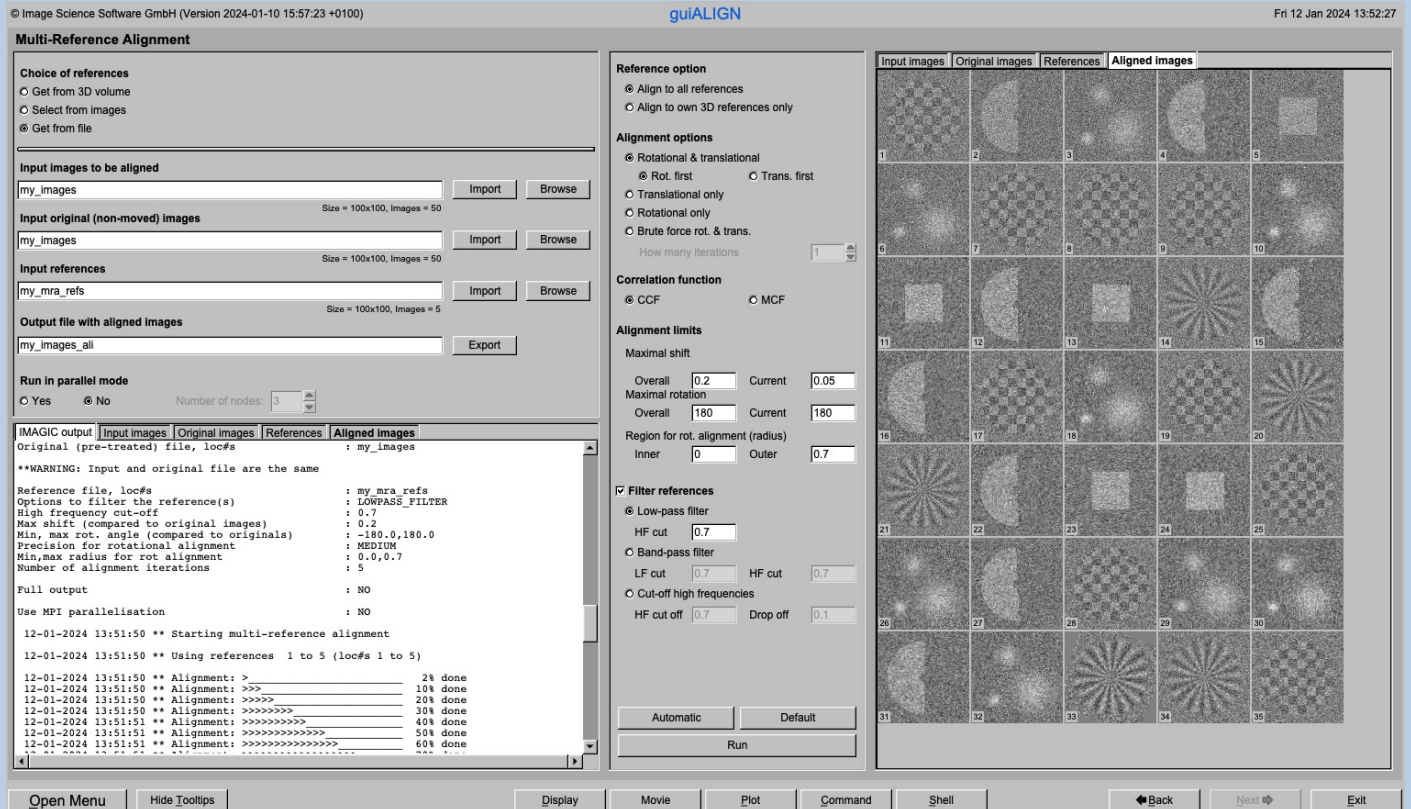 © Image Science Software GmbH (Version 2024-01-10 15:57:23 +0100)
guiALIGN
Fri 12 Jan 2024 13:52:27
Multi-Reference Alignment
Choice of references
Get from 3D volume
Select from images
Get from file
Input images to be aligned
my_images
Import
Browse
Size = 100x100, Images = 50
Input original (non-moved) images
my_images
Import
Browse
Size = 100x100, Images = 50
Input references
my_mra_refs
Import
Browse
Size = 100x100, Images = 5
Output file with aligned images
my_images_ali
Export
Run in parallel mode
Yes
No
Number of nodes: 3
IMAGIC output
Input images
Original images
References
Aligned images
Original (pre-treated) file, loc#s : my_images
**WARNING: Input and original file are the same
Reference file, loc#s : my_mra_refs
Options to filter the reference(s) : LOWPASS_FILTER
High frequency cut-off : 0.7
Max shift (compared to original images) : 0.2
Min, max rot. angle (compared to originals) : -180.0,180.0
Precision for rotational alignment : MEDIUM
Min,max radius for rot alignment : 0.0,0.7
Number of alignment iterations : 5
Full output : NO
Use MPI parallelisation : NO
12-01-2024 13:51:50 ** Starting multi-reference alignment
12-01-2024 13:51:50 ** Using references 1 to 5 (loc#s 1 to 5)
12-01-2024 13:51:50 ** Alignment: >_______________________ 2% done
12-01-2024 13:51:50 ** Alignment: >>>_____________________ 10% done
12-01-2024 13:51:50 ** Alignment: >>>>>___________________ 20% done
12-01-2024 13:51:50 ** Alignment: >>>>>>>>________________ 30% done
12-01-2024 13:51:51 ** Alignment: >>>>>>>>>>______________ 40% done
12-01-2024 13:51:51 ** Alignment: >>>>>>>>>>>>>___________ 50% done
12-01-2024 13:51:51 ** Alignment: >>>>>>>>>>>>>>>_________ 60% done
Reference option
Align to all references
Align to own 3D references only
Alignment options
Rotational & translational
Rot. first
Trans. first
Translational only
Rotational only
Brute force rot. & trans.
How many iterations 1
Correlation function
CCF
MCF
Alignment limits
Maximal shift
Overall 0.2 Current 0.05
Maximal rotation
Overall 180 Current 180
Region for rot. alignment (radius)
Inner 0 Outer 0.7
Filter references
Low-pass filter
HF cut 0.7
Band-pass filter
LF cut 0.7 HF cut 0.7
Cut-off high frequencies
HF cut off 0.7 Drop off 0.1
Automatic
Default
Run
Input images
Original images
References
Aligned images
1 2 3 4 5
6 7 8 9 10
11 12 13 14 15
16 17 18 19 20
21 22 23 24 25
26 27 28 29 30
31 32 33 34 35
Open Menu
Hide Tooltips
Display
Movie
Plot
Command
Shell
Back
Next
Exit